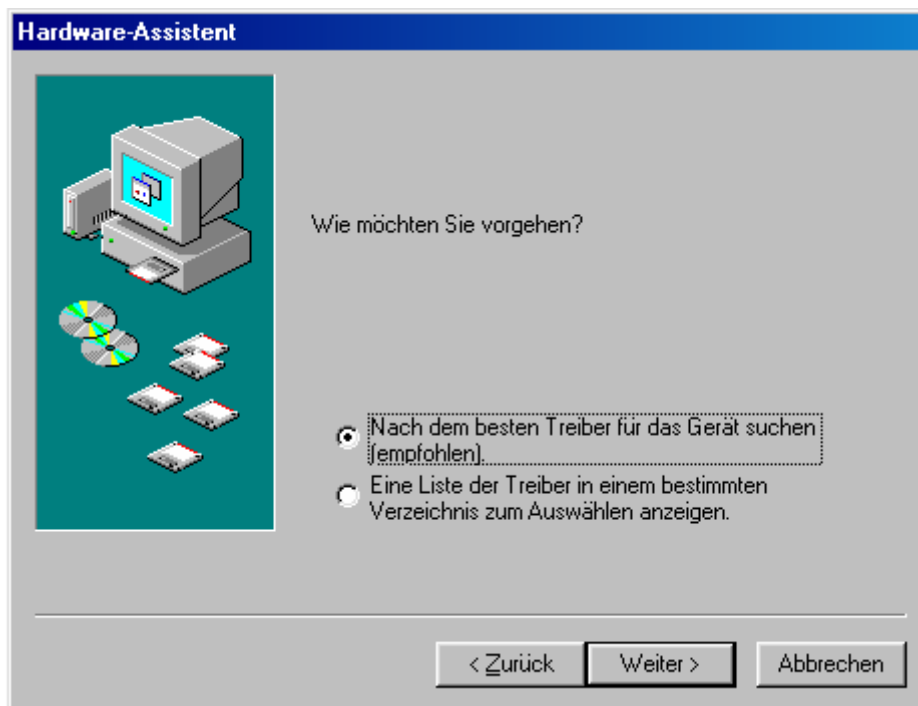 Hardware-Assistent
Wie möchten Sie vorgehen?
Nach dem besten Treiber für das Gerät suchen
(empfohlen).
Eine Liste der Treiber in einem bestimmten
Verzeichnis zum Auswählen anzeigen.
< Zurück
Weiter >
Abbrechen